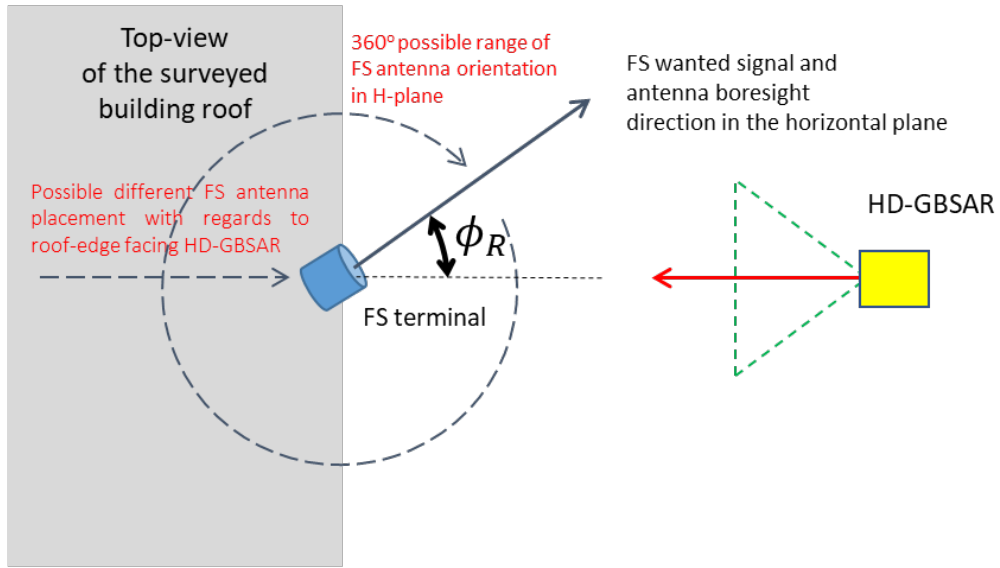 Top-view
of the surveyed
building roof
360º possible range of
FS antenna orientation
in H-plane
FS wanted signal and
antenna boresight
direction in the horizontal plane
Possible different FS antenna
placement with regards to
roof-edge facing HD-GBSAR
HD-GBSAR
ϕR
FS terminal